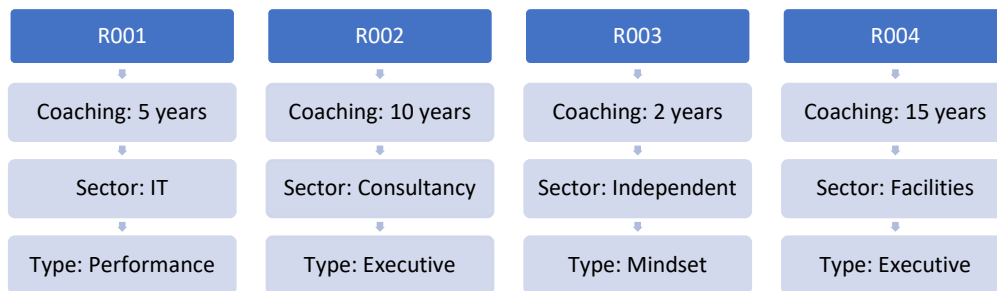 R001
Coaching: 5 years
Sector: IT
Type: Performance
R002
Coaching: 10 years
Sector: Consultancy
Type: Executive
R003
Coaching: 2 years
Sector: Independent
Type: Mindset
R004
Coaching: 15 years
Sector: Facilities
Type: Executive